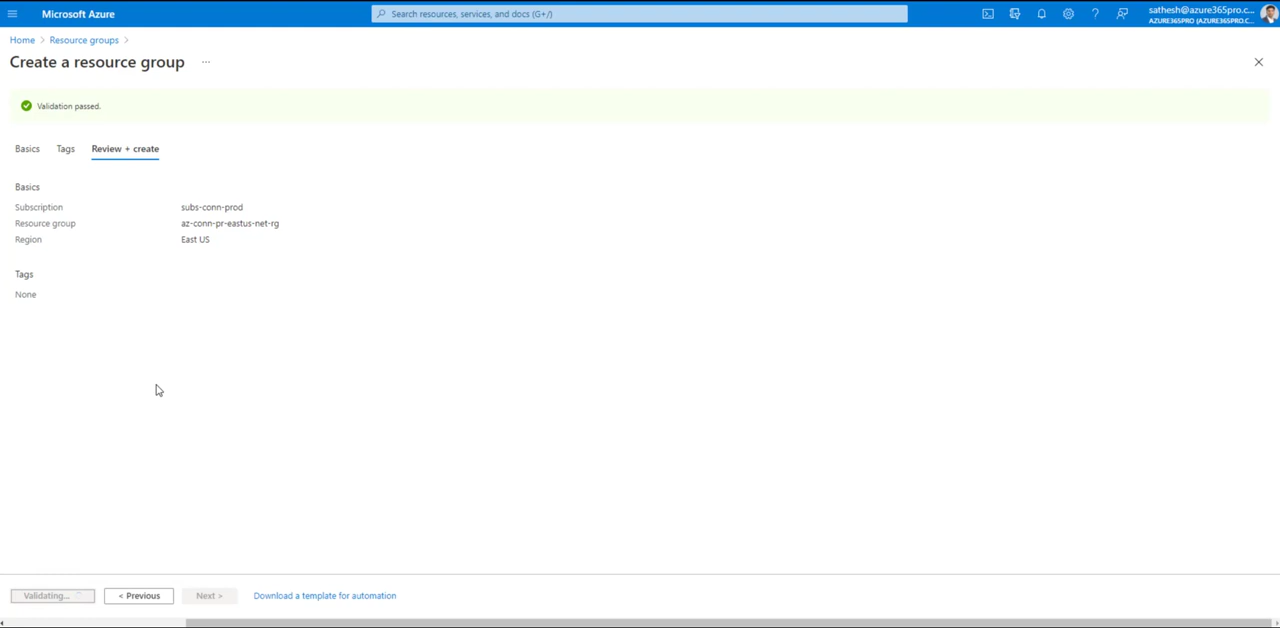 Microsoft Azure
Search resources, services, and docs (G+/)
sathesh@azure365pro.c...
AZURE365PRO (AZURE365PRO.C...
Home > Resource groups >
Create a resource group ...
Validation passed.
Basics Tags Review + create
Basics
Subscription subs-conn-prod
Resource group az-conn-pr-eastus-net-rg
Region East US
Tags
None
Validating... < Previous Next > Download a template for automation